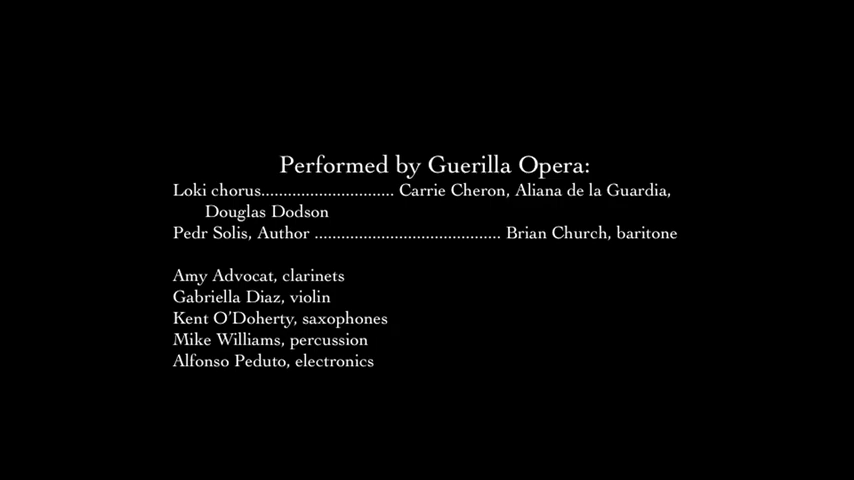 Performed by Guerilla Opera:
Loki chorus.............................. Carrie Cheron, Aliana de la Guardia,
Douglas Dodson
Pedr Solis, Author .......................................... Brian Church, baritone
Amy Advocat, clarinets
Gabriella Diaz, violin
Kent O'Doherty, saxophones
Mike Williams, percussion
Alfonso Peduto, electronics